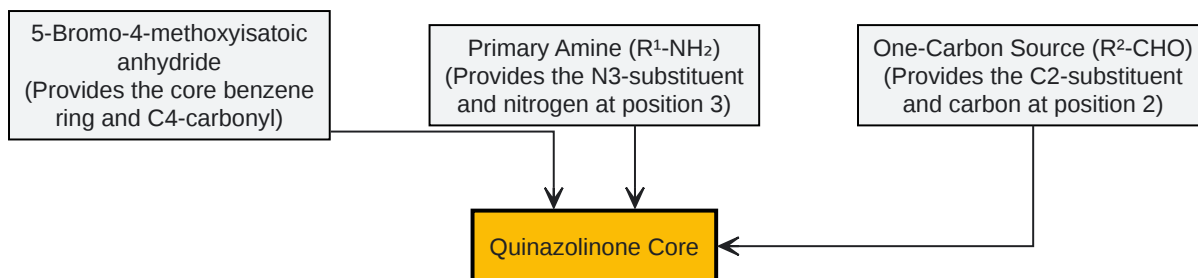 5-Bromo-4-methoxyisatoic
anhydride
(Provides the core benzene
ring and C4-carbonyl)
Primary Amine (R¹-NH₂)
(Provides the N3-substituent
and nitrogen at position 3)
One-Carbon Source (R²-CHO)
(Provides the C2-substituent
and carbon at position 2)
Quinazolinone Core